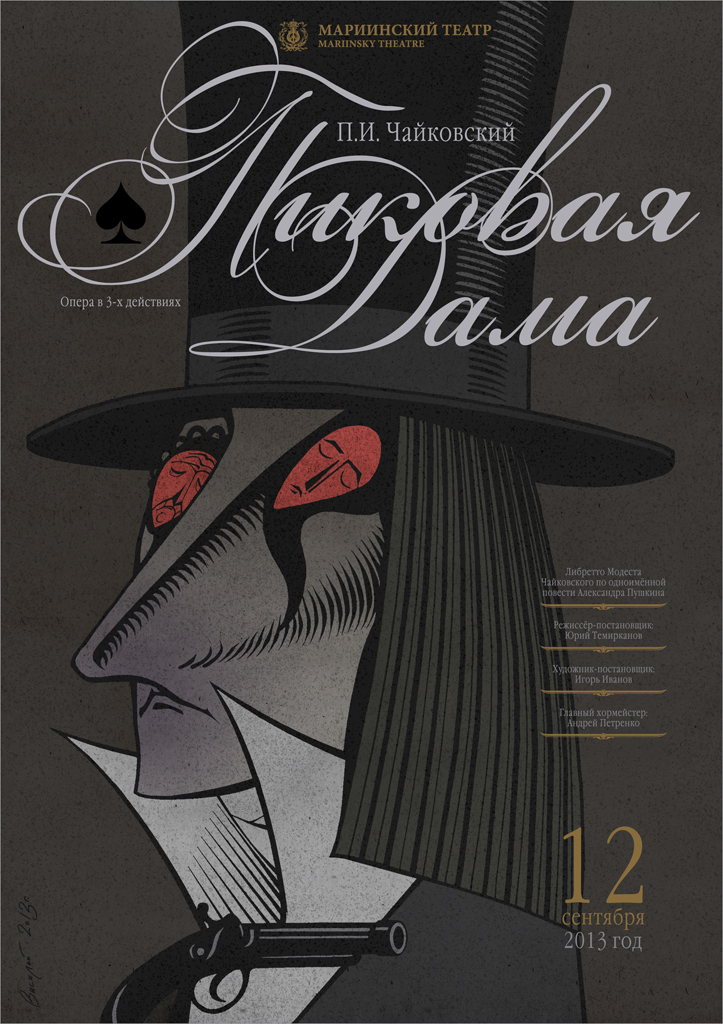 МАРИИНСКИЙ ТЕАТР
MARIINSKY THEATRE
П.И. Чайковский
Пиковая
Дама
Опера в 3-х действиях
Либретто Модеста
Чайковского по одноимённой
повести Александра Пушкина
Режиссёр-постановщик:
Юрий Темирканов
Художник-постановщик:
Игорь Иванов
Главный хормейстер:
Андрей Петренко
12
сентября
2013 год
2013